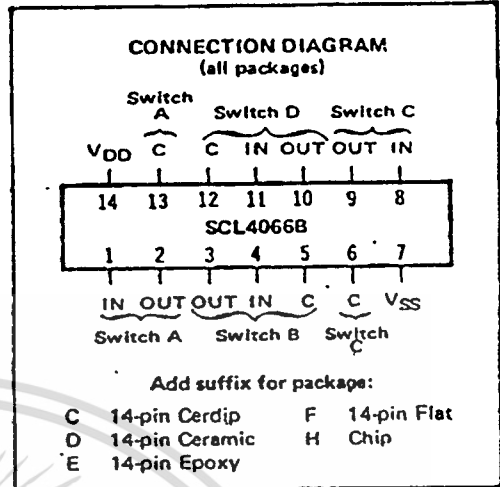 CONNECTION DIAGRAM
(all packages)
Switch A Switch D Switch C
VDD C C IN OUT OUT IN
14 13 12 11 10 9 8
SCL4066B
1 2 3 4 5 6 7
IN OUT OUT IN C C VSS
Switch A Switch B Switch C
Add suffix for package:
C 14-pin Cerdip F 14-pin Flat
D 14-pin Ceramic H Chip
E 14-pin Epoxy